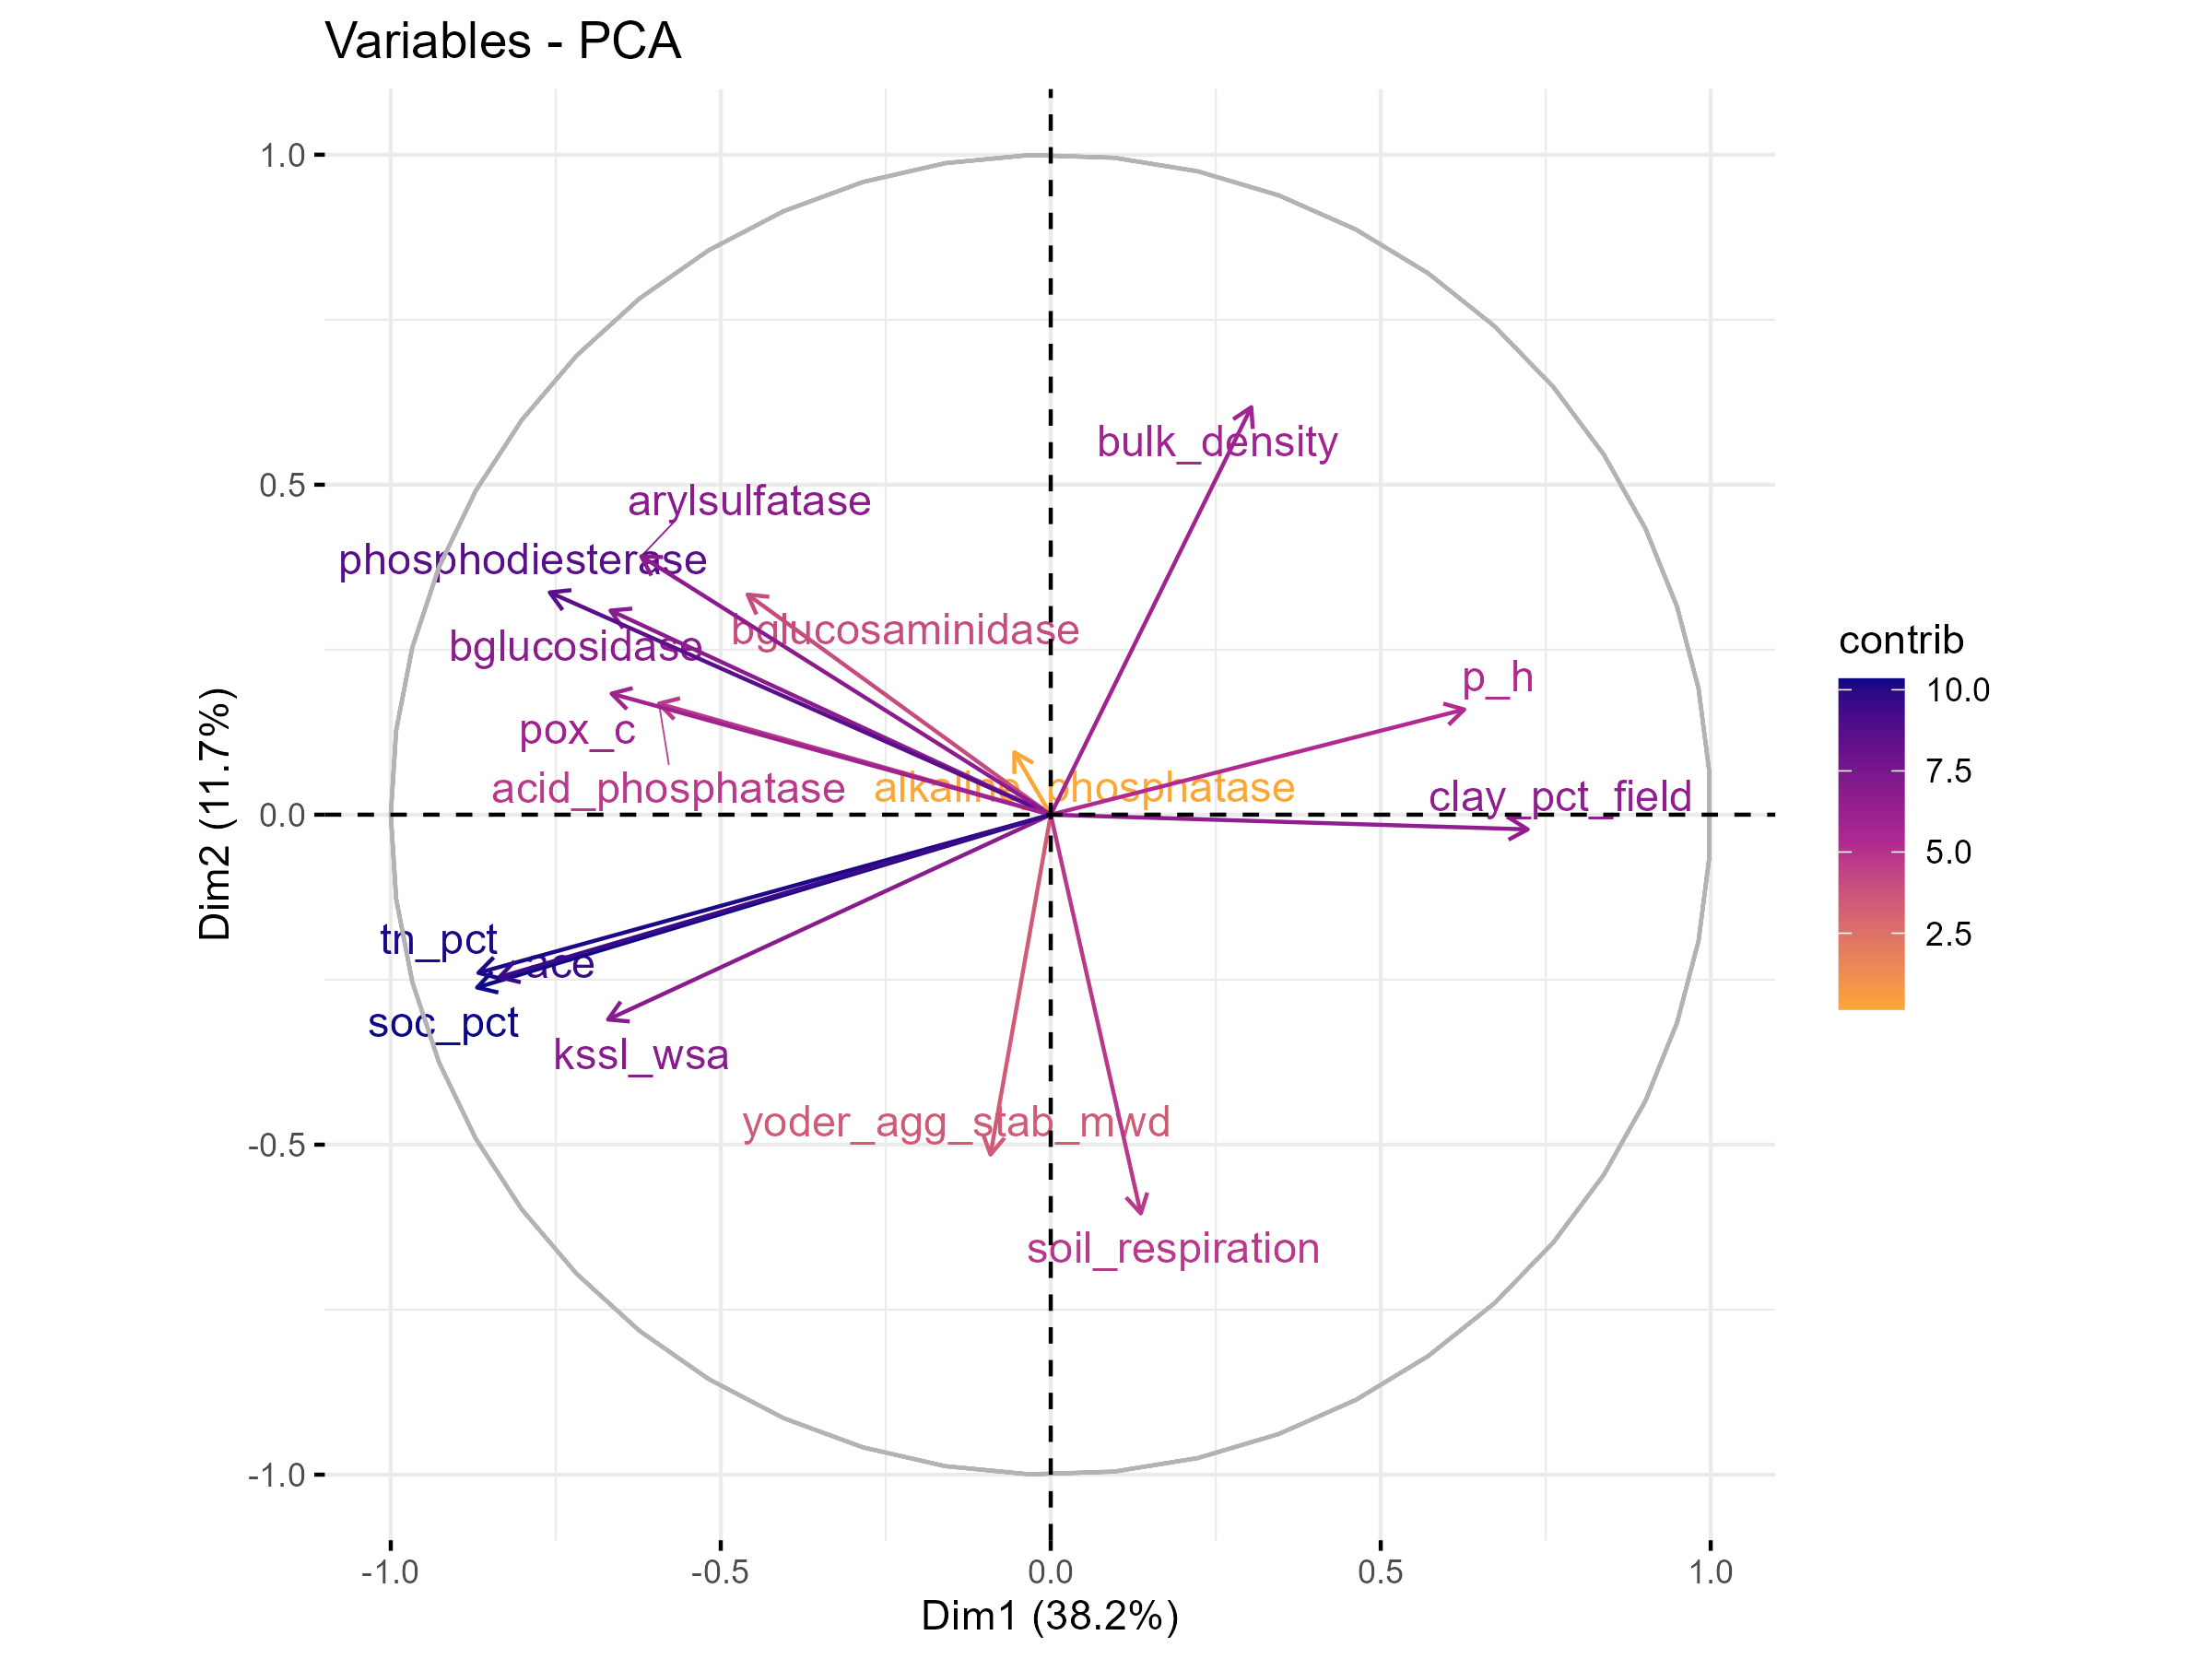 Variables - PCA
1.0
0.5
0.0
-0.5
-1.0
Dim2 (11.7%)
bulk_density
arylsulfatase
phosphodiesterase
bglucosaminidase
bglucosidase
p_h
pox_c
acid_phosphatase
alkaline_phosphatase
clay_pct_field
tn_pct
ace
soc_pct
kssl_wsa
yoder_agg_stab_mwd
soil_respiration
-1.0
-0.5
0.0
0.5
1.0
Dim1 (38.2%)
contrib
10.0
7.5
5.0
2.5